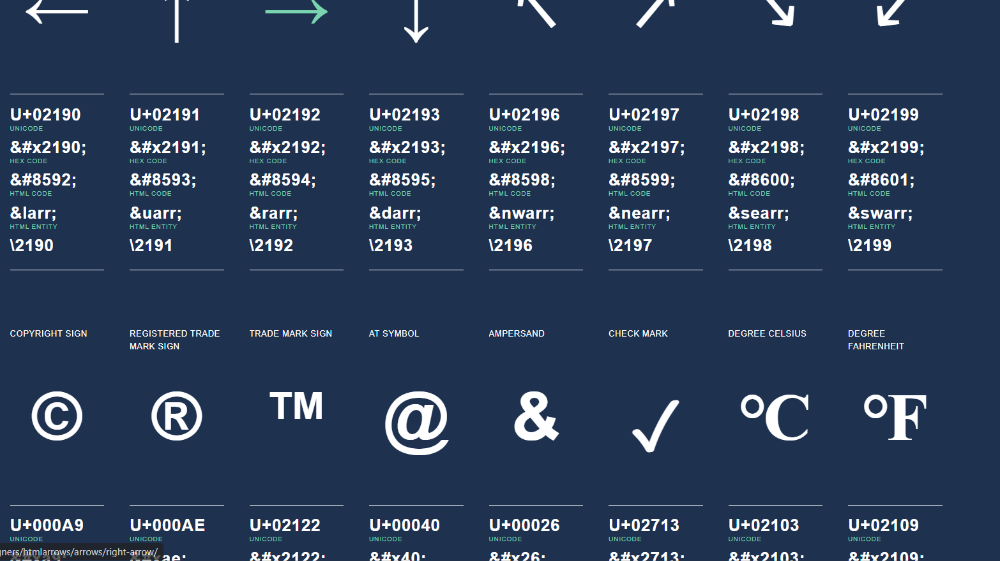 ← ↑ → ↓ ↖ ↗ ↘ ↙
U+02190 U+02191 U+02192 U+02193 U+02196 U+02197 U+02198 U+02199
UNICODE UNICODE UNICODE UNICODE UNICODE UNICODE UNICODE UNICODE
&#x2190; &#x2191; &#x2192; &#x2193; &#x2196; &#x2197; &#x2198; &#x2199;
HEX CODE HEX CODE HEX CODE HEX CODE HEX CODE HEX CODE HEX CODE HEX CODE
&#8592; &#8593; &#8594; &#8595; &#8598; &#8599; &#8600; &#8601;
HTML CODE HTML CODE HTML CODE HTML CODE HTML CODE HTML CODE HTML CODE HTML CODE
&larr; &uarr; &rarr; &darr; &nwarr; &nearr; &searr; &swarr;
HTML ENTITY HTML ENTITY HTML ENTITY HTML ENTITY HTML ENTITY HTML ENTITY HTML ENTITY HTML ENTITY
\2190 \2191 \2192 \2193 \2196 \2197 \2198 \2199
COPYRIGHT SIGN REGISTERED TRADE TRADE MARK SIGN AT SYMBOL AMPERSAND CHECK MARK DEGREE CELSIUS DEGREE
MARK SIGN FAHRENHEIT
© ® ™ @ & ✓ ℃ ℉
U+000A9 U+000AE U+02122 U+00040 U+00026 U+02713 U+02103 U+02109
UNICODE UNICODE UNICODE UNICODE UNICODE UNICODE UNICODE UNICODE
gners/htmlarrows/arrows/right-arrow/
&#xa9; &#xae; &#x2122; &#x40; &#x26; &#x2713; &#x2103; &#x2109;